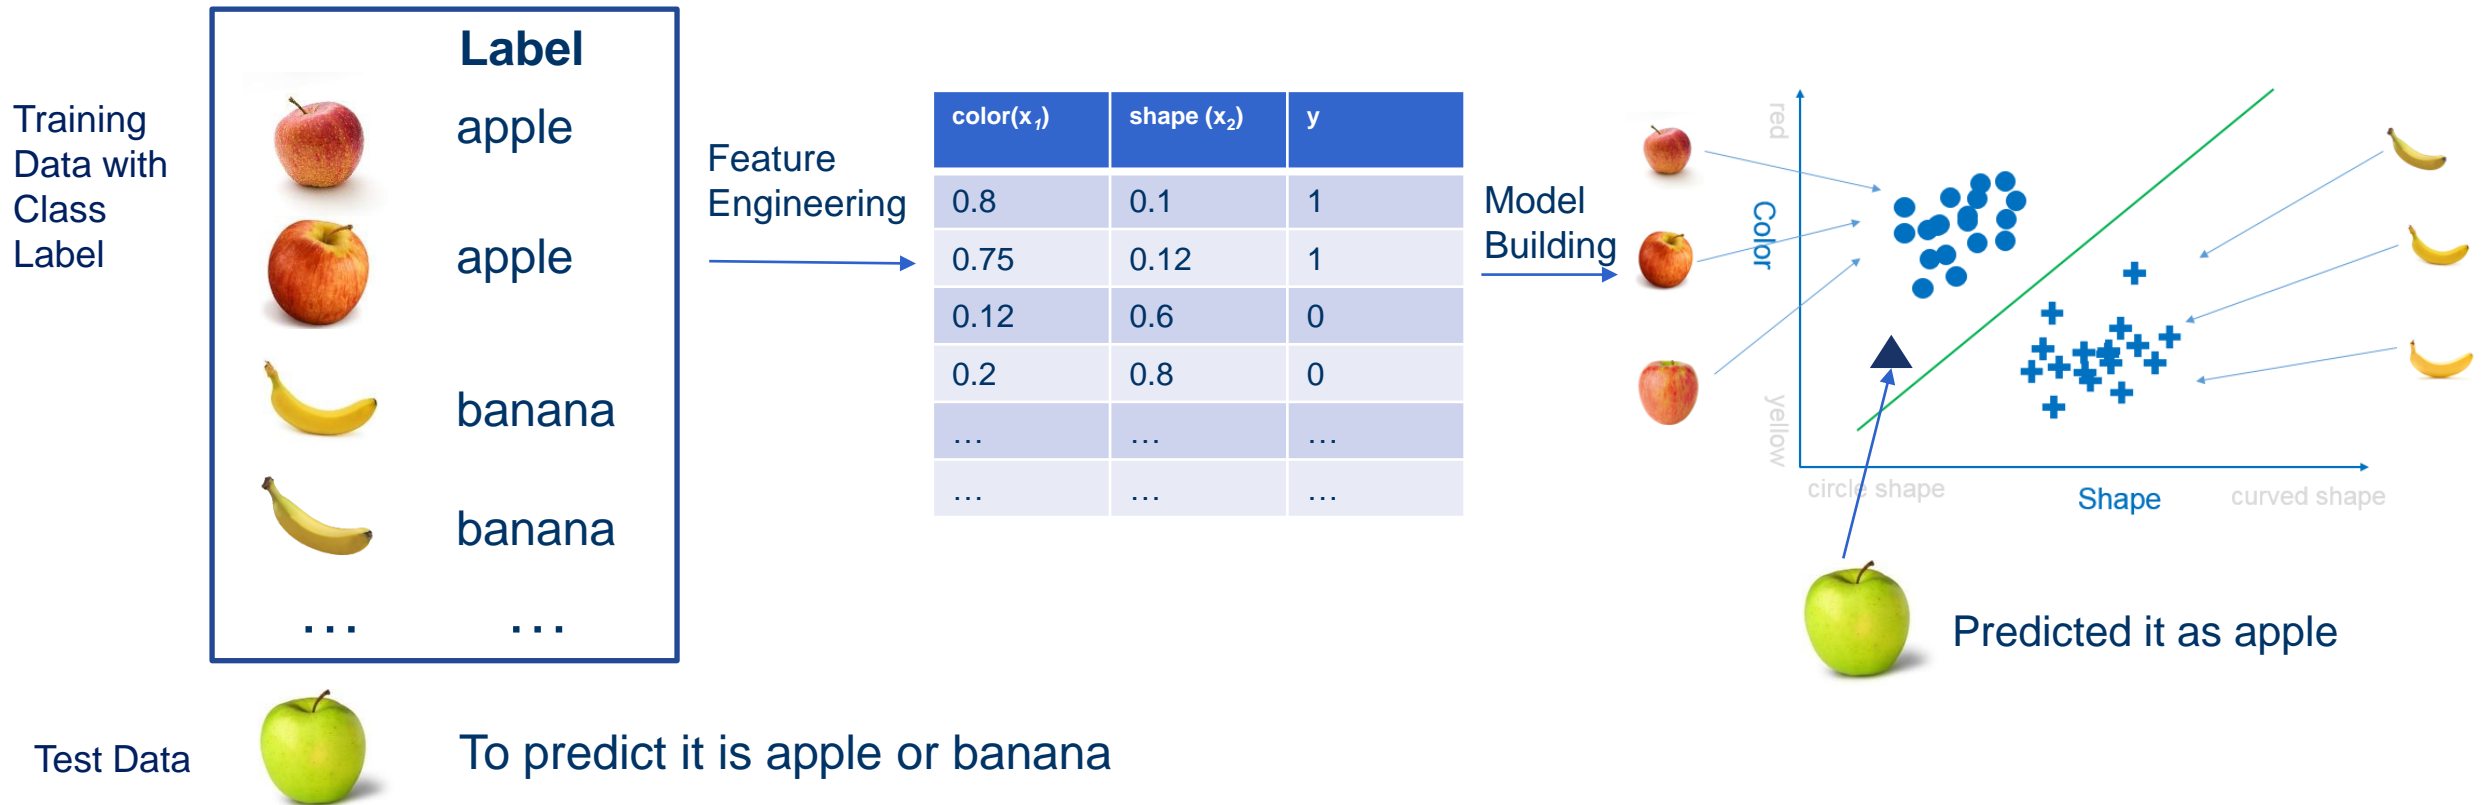 Training
Data with
Class
Label
Label
apple
apple
banana
banana
… …
Feature
Engineering
color(x1) shape (x2) y
0.8 0.1 1
0.75 0.12 1
0.12 0.6 0
0.2 0.8 0
… … …
… … …
Model
Building
red
Color
yellow
circle shape
Shape
curved shape
Predicted it as apple
Test Data
To predict it is apple or banana